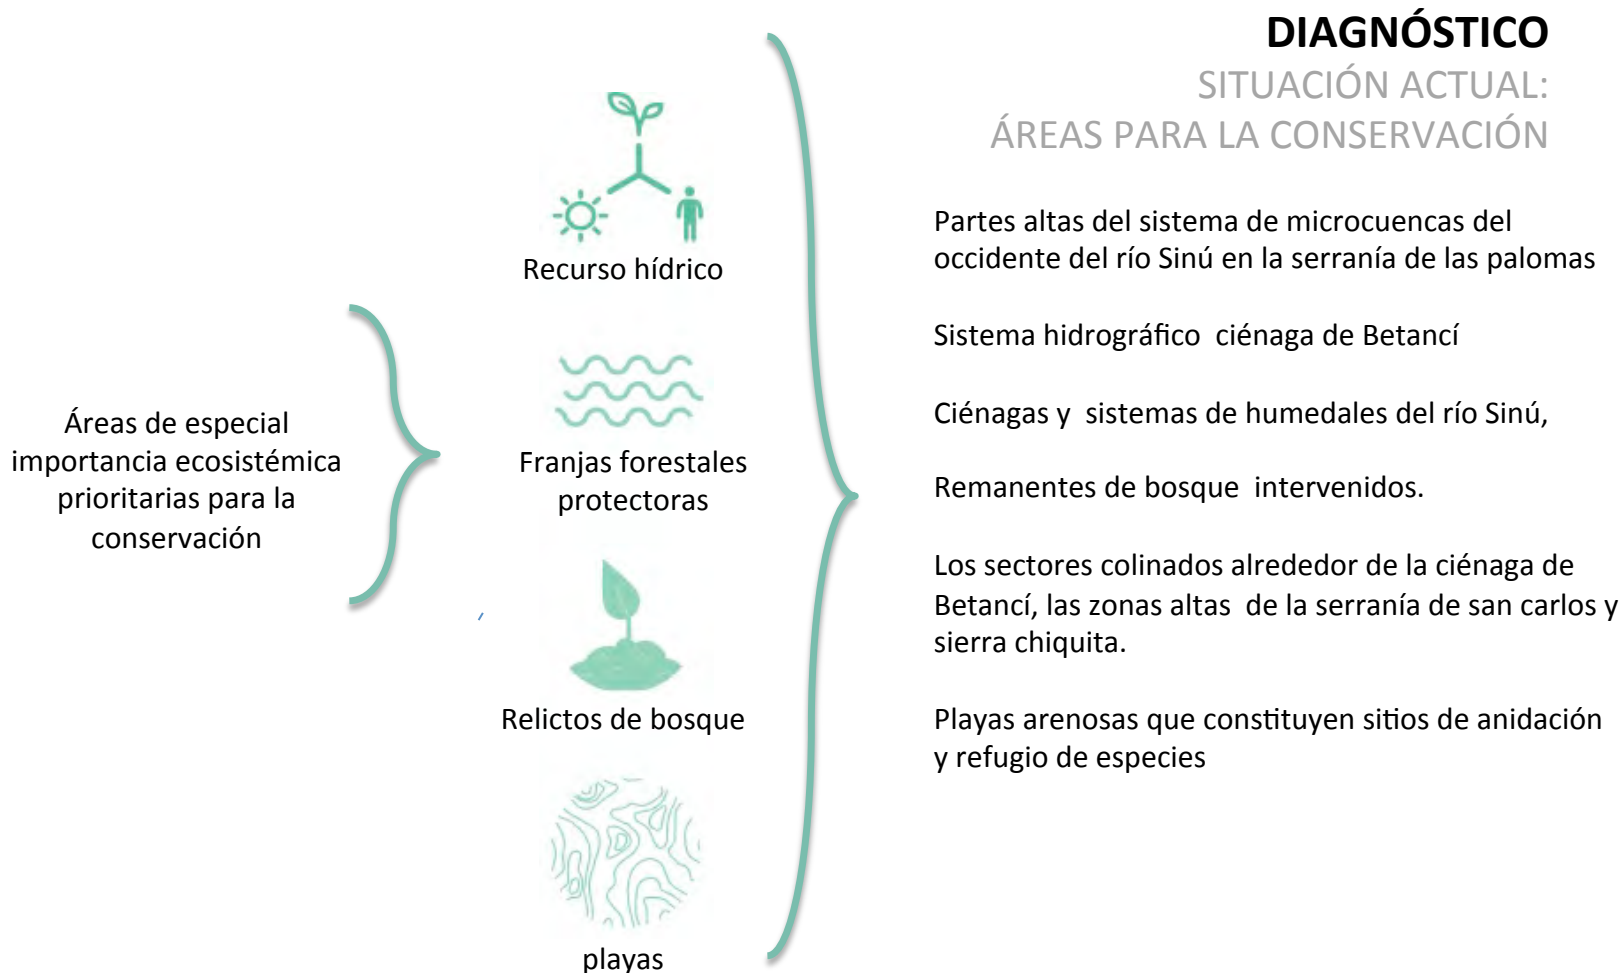 DIAGNÓSTICO
SITUACIÓN ACTUAL:
ÁREAS PARA LA CONSERVACIÓN
Áreas de especial
importancia ecosistémica
prioritarias para la
conservación
Recurso hídrico
Franjas forestales
protectoras
Relictos de bosque
playas
Partes altas del sistema de microcuencas del
occidente del río Sinú en la serranía de las palomas
Sistema hidrográfico ciénaga de Betancí
Ciénagas y sistemas de humedales del río Sinú,
Remanentes de bosque intervenidos.
Los sectores colinados alrededor de la ciénaga de
Betancí, las zonas altas de la serranía de san carlos y
sierra chiquita.
Playas arenosas que constituyen sitios de anidación
y refugio de especies